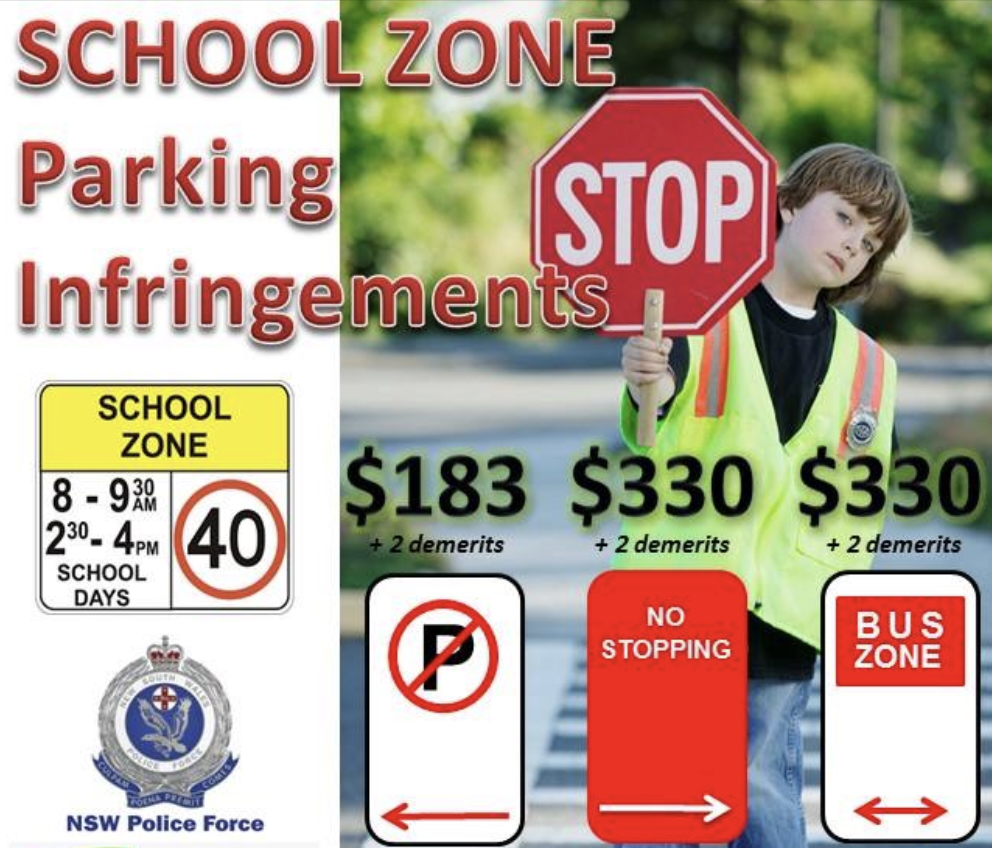 SCHOOL ZONE
Parking
Infringements
STOP
SCHOOL
ZONE
8 - 9 30 AM
2 30 - 4 PM
SCHOOL
DAYS
40
$183
+ 2 demerits
$330
+ 2 demerits
$330
+ 2 demerits
P
NO
STOPPING
BUS
ZONE
NEW SOUTH WALES
POLICE FORCE
CULPAM POENA PREMIT COMES
NSW Police Force